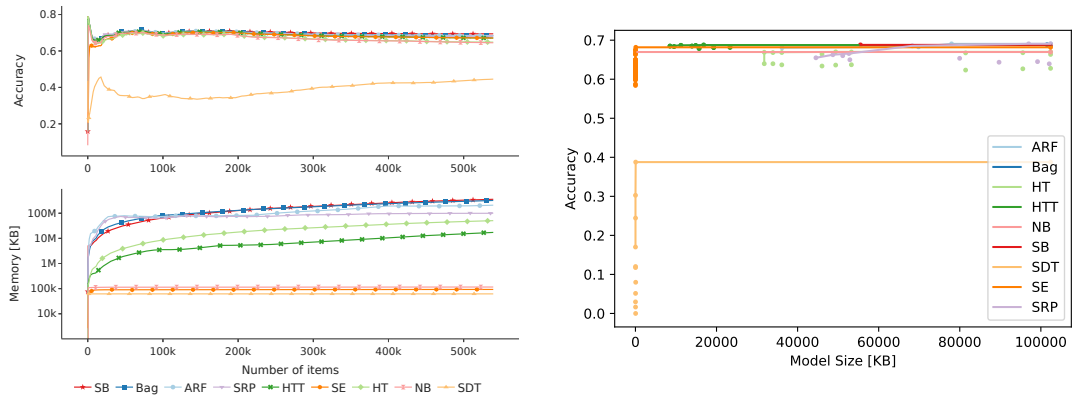 0.8
0.6
0.4
0.2
Accuracy
0 100k 200k 300k 400k 500k
100M
10M
1M
100k
10k
Memory [KB]
0 100k 200k 300k 400k 500k
Number of items
SB Bag ARF SRP HTT SE HT NB SDT
0.7
0.6
0.5
0.4
0.3
0.2
0.1
0.0
Accuracy
ARF
Bag
HT
HTT
NB
SB
SDT
SE
SRP
0 20000 40000 60000 80000 100000
Model Size [KB]